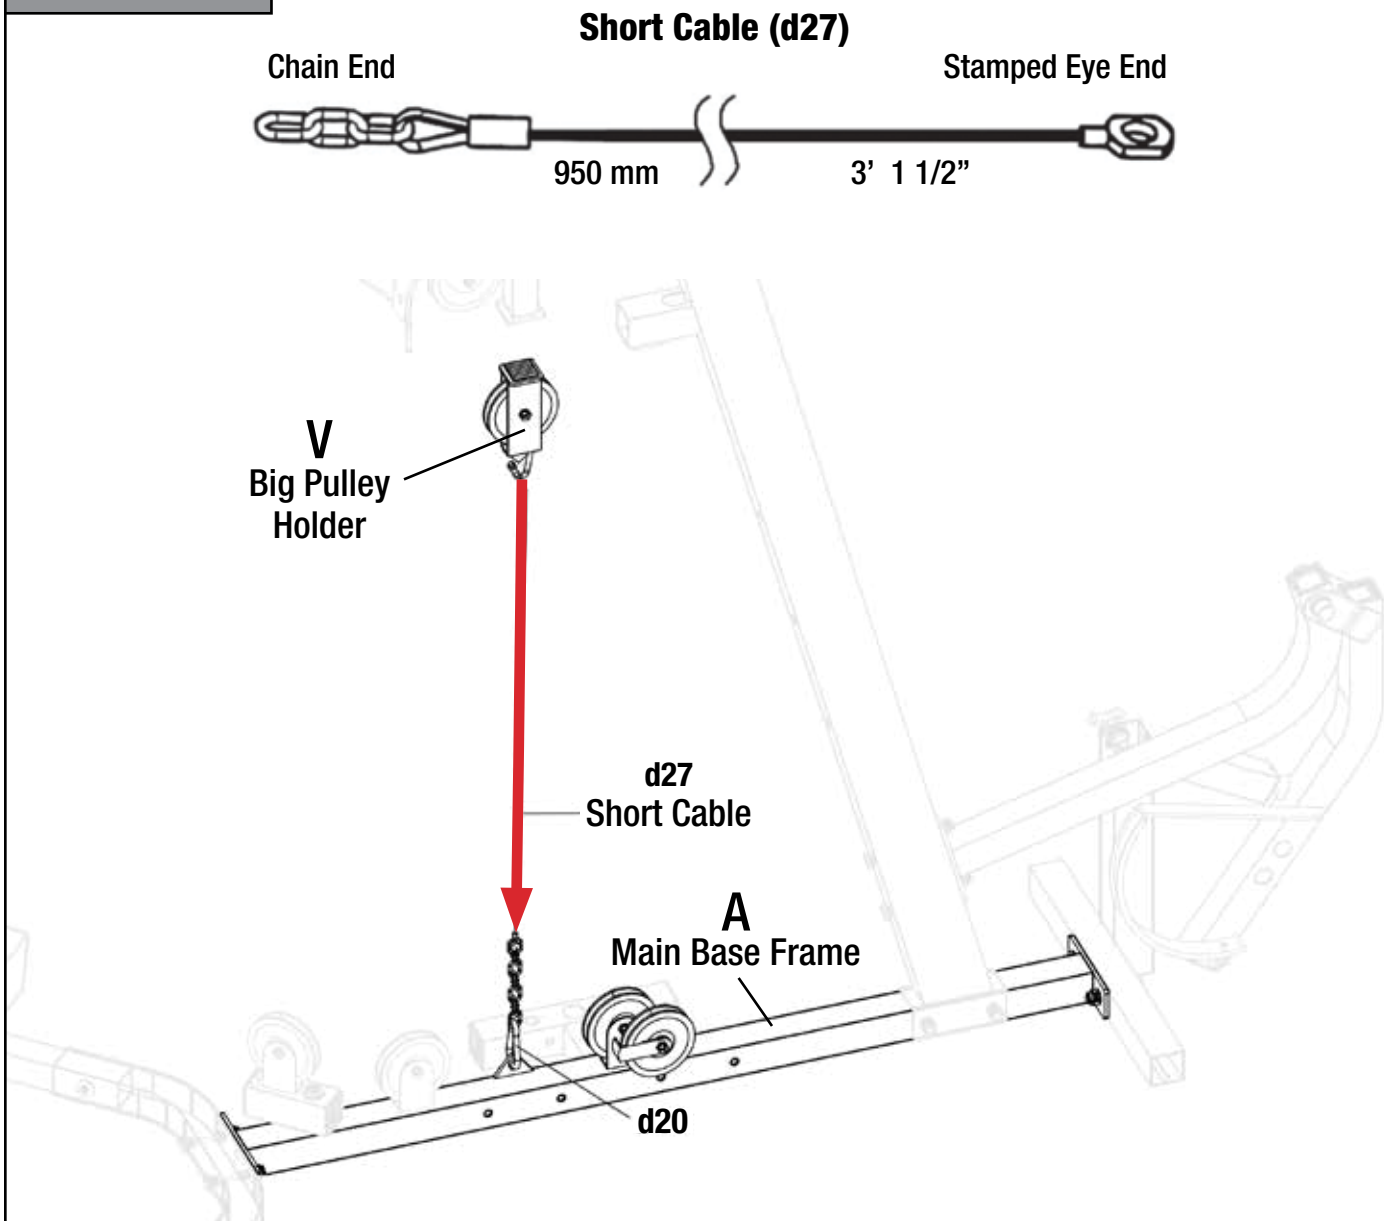 Short Cable (d27)
Chain End
Stamped Eye End
950 mm
3' 1 1/2”
V
Big Pulley
Holder
d27
Short Cable
A
Main Base Frame
d20